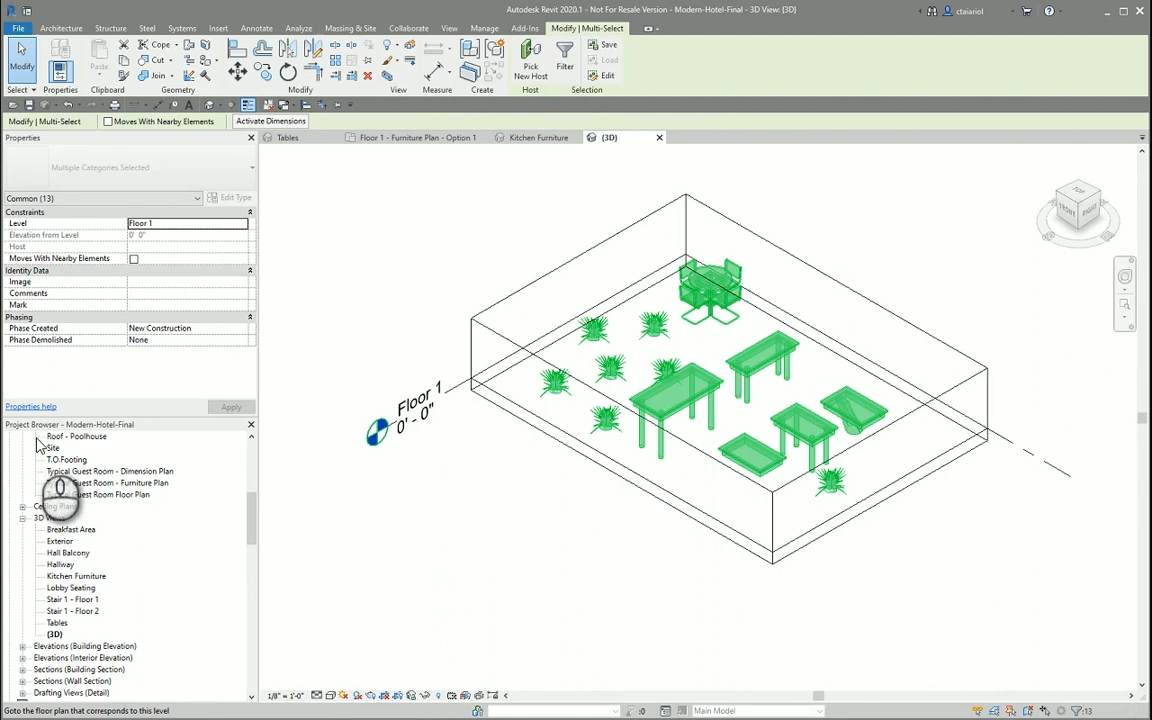 Autodesk Revit 2020.1 - Not For Resale Version - Modern-Hotel-Final - 3D View: {3D}
ctaiariol
File Architecture Structure Steel Systems Insert Annotate Analyze Massing & Site Collaborate View Manage Add-Ins Modify | Multi-Select
Modify
Paste
Cope
Cut
Join
Pick
New Host
Filter
Save
Load
Edit
Select Properties Clipboard Geometry Modify View Measure Create Host Selection
Modify | Multi-Select Moves With Nearby Elements Activate Dimensions
Properties
Tables Floor 1 - Furniture Plan - Option 1 Kitchen Furniture {3D}
Multiple Categories Selected
Common (13) Edit Type
Constraints
Level Floor 1
Elevation from Level 0' 0"
Host
Moves With Nearby Elements
Identity Data
Image
Comments
Mark
Phasing
Phase Created New Construction
Phase Demolished None
Properties help Apply
Project Browser - Modern-Hotel-Final
Roof - Poolhouse
Site
T.O.Footing
Typical Guest Room - Dimension Plan
Guest Room - Furniture Plan
Guest Room Floor Plan
3D
Breakfast Area
Exterior
Hall Balcony
Hallway
Kitchen Furniture
Lobby Seating
Stair 1 - Floor 1
Stair 1 - Floor 2
Tables
{3D}
Elevations (Building Elevation)
Elevations (Interior Elevation)
Sections (Building Section)
Sections (Wall Section)
Drafting Views (Detail)
TOP
FRONT
RIGHT
Floor 1
0' - 0"
1/8" = 1'-0"
Goto the floor plan that corresponds to this level
:0
Main Model
:13